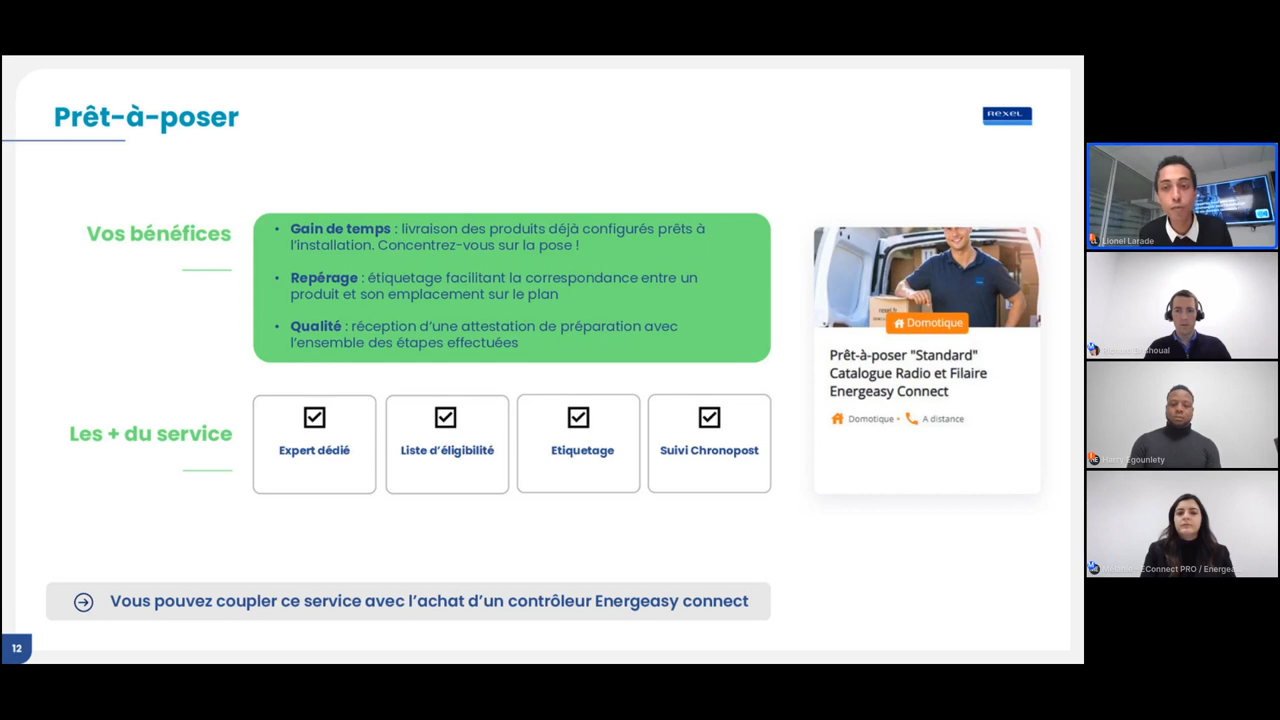 Prêt-à-poser
REXEL
Vos bénéfices
• Gain de temps : livraison des produits déjà configurés prêts à
l'installation. Concentrez-vous sur la pose !
• Repérage : étiquetage facilitant la correspondance entre un
produit et son emplacement sur le plan
• Qualité : réception d'une attestation de préparation avec
l'ensemble des étapes effectuées
Les + du service
Expert dédié
Liste d'éligibilité
Etiquetage
Suivi Chronopost
Domotique
Prêt-à-poser "Standard"
Catalogue Radio et Filaire
Energeasy Connect
Domotique • A distance
Vous pouvez coupler ce service avec l'achat d'un contrôleur Energeasy connect
12
Lionel Larade
Harry Egounlety
EConnect PRO / Energea...